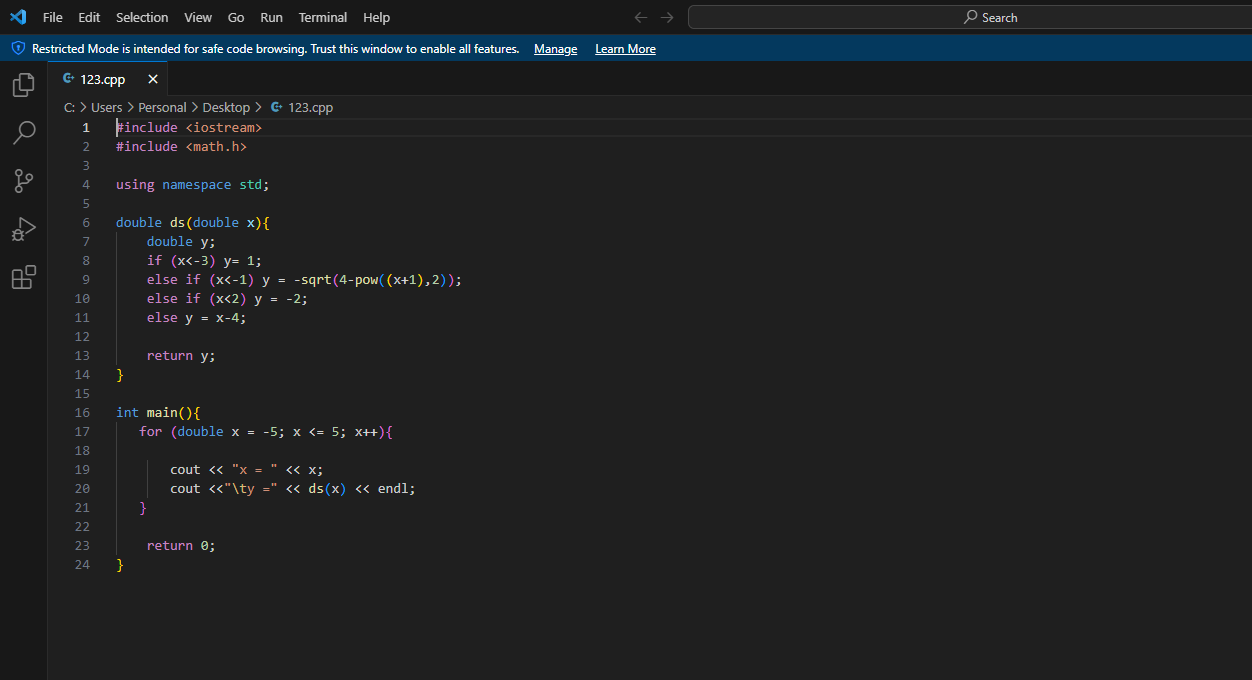 File Edit Selection View Go Run Terminal Help Search
Restricted Mode is intended for safe code browsing. Trust this window to enable all features. Manage Learn More
123.cpp
C: > Users > Personal > Desktop > 123.cpp
1 #include <iostream>
2 #include <math.h>
3
4 using namespace std;
5
6 double ds(double x){
7     double y;
8     if (x<-3) y= 1;
9     else if (x<-1) y = -sqrt(4-pow((x+1),2));
10     else if (x<2) y = -2;
11     else y = x-4;
12
13     return y;
14 }
15
16 int main(){
17    for (double x = -5; x <= 5; x++){
18
19        cout << "x = " << x;
20        cout <<"\ty =" << ds(x) << endl;
21    }
22
23     return 0;
24 }